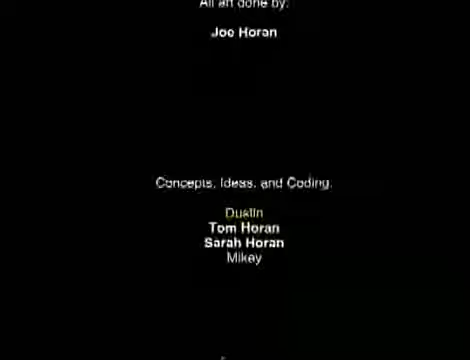 All art done by:
Joe Horan
Concepts, Ideas, and Coding:
Dustin
Tom Horan
Sarah Horan
Mikey